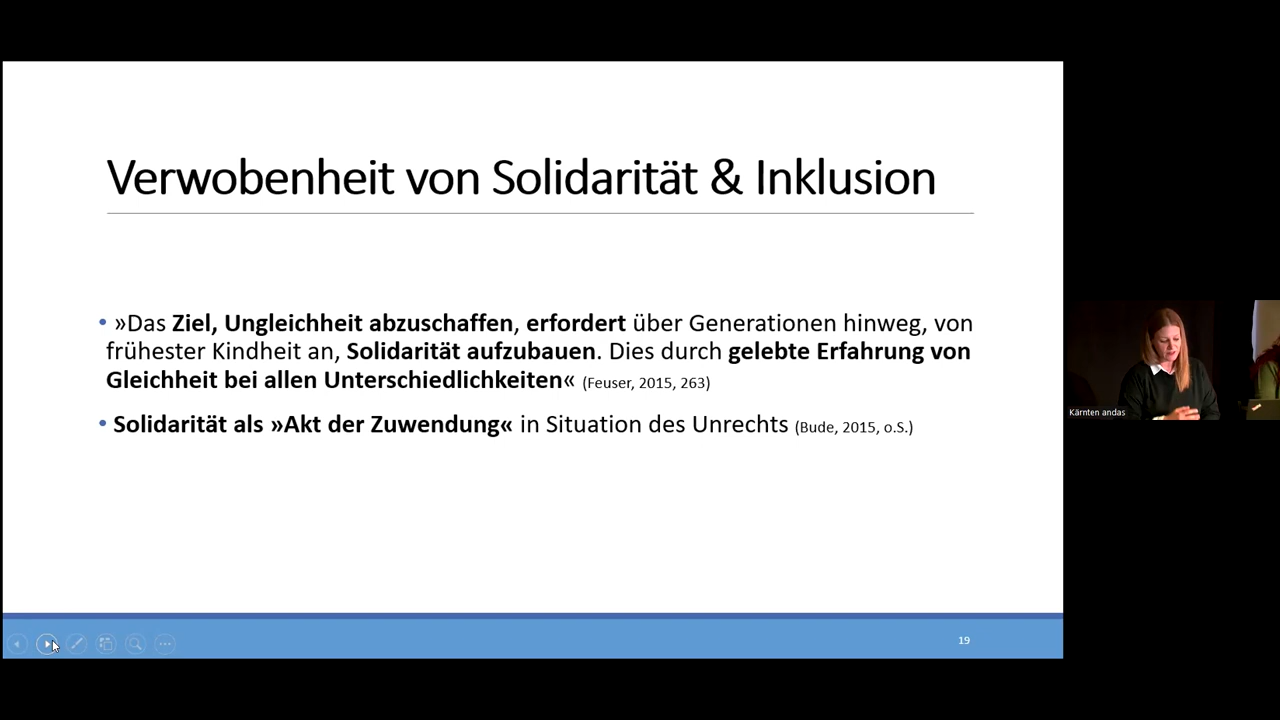 Verwobenheit von Solidarität & Inklusion
• »Das Ziel, Ungleichheit abzuschaffen, erfordert über Generationen hinweg, von
frühester Kindheit an, Solidarität aufzubauen. Dies durch gelebte Erfahrung von
Gleichheit bei allen Unterschiedlichkeiten« (Feuser, 2015, 263)
• Solidarität als »Akt der Zuwendung« in Situation des Unrechts (Bude, 2015, o.S.)
19
Kärnten andas